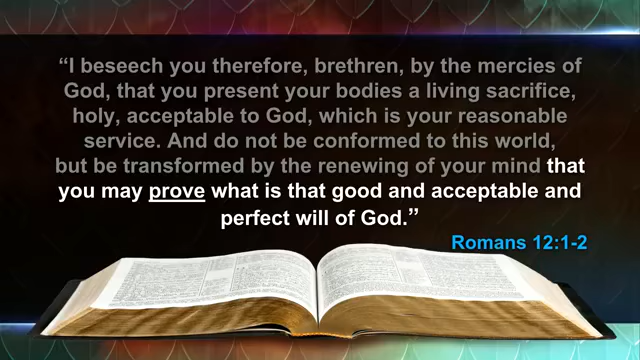 “I beseech you therefore, brethren, by the mercies of
God, that you present your bodies a living sacrifice,
holy, acceptable to God, which is your reasonable
service. And do not be conformed to this world,
but be transformed by the renewing of your mind that
you may prove what is that good and acceptable and
perfect will of God.”
Romans 12:1-2